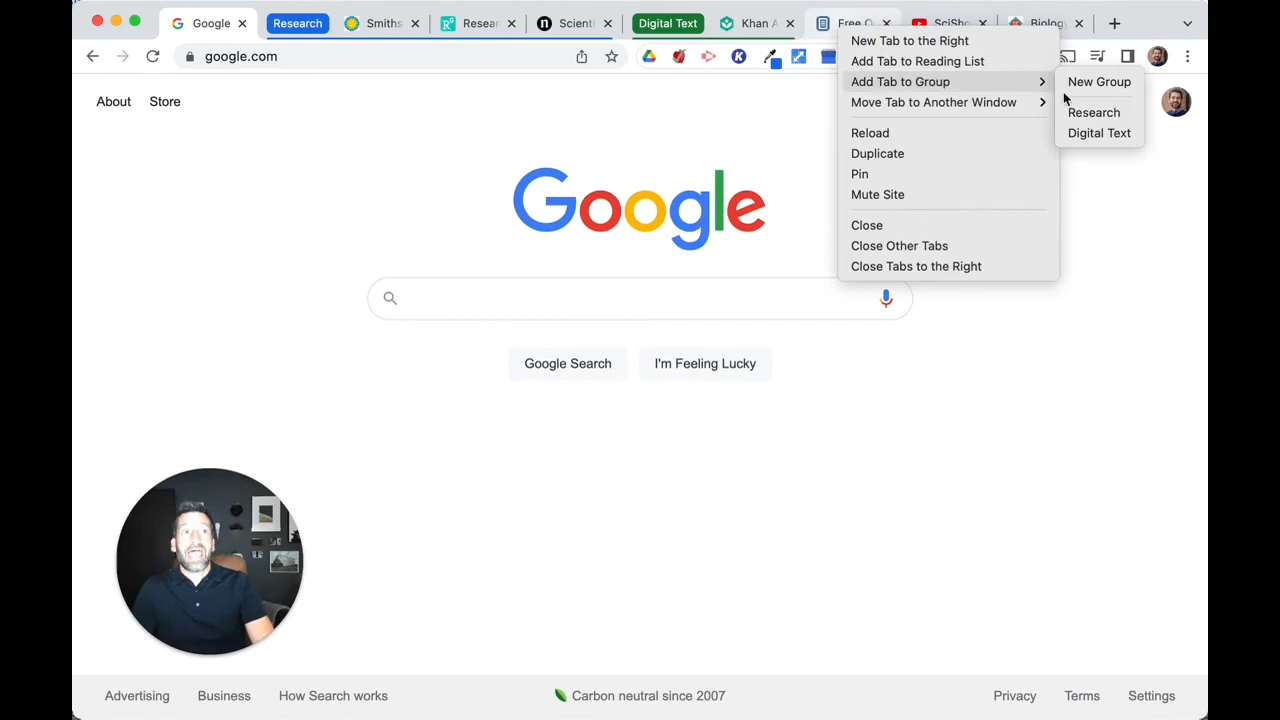 Google
Research
Smiths
Resear
Scienti
Digital Text
Khan A
Free O
SciSho
Biology
google.com
About
Store
New Tab to the Right
Add Tab to Reading List
Add Tab to Group
Move Tab to Another Window
Reload
Duplicate
Pin
Mute Site
Close
Close Other Tabs
Close Tabs to the Right
New Group
Research
Digital Text
Google
Google Search
I'm Feeling Lucky
Advertising
Business
How Search works
Carbon neutral since 2007
Privacy
Terms
Settings